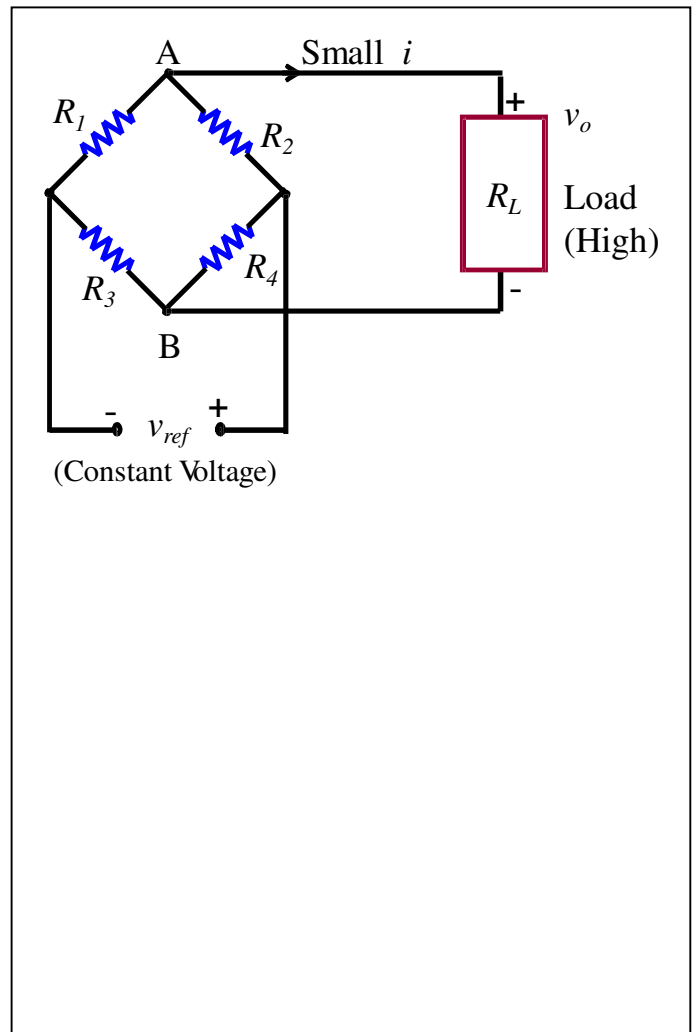 A
Small i
R1
R2
+
vo
RL
Load
(High)
R3
R4
-
B
- vref +
(Constant Voltage)